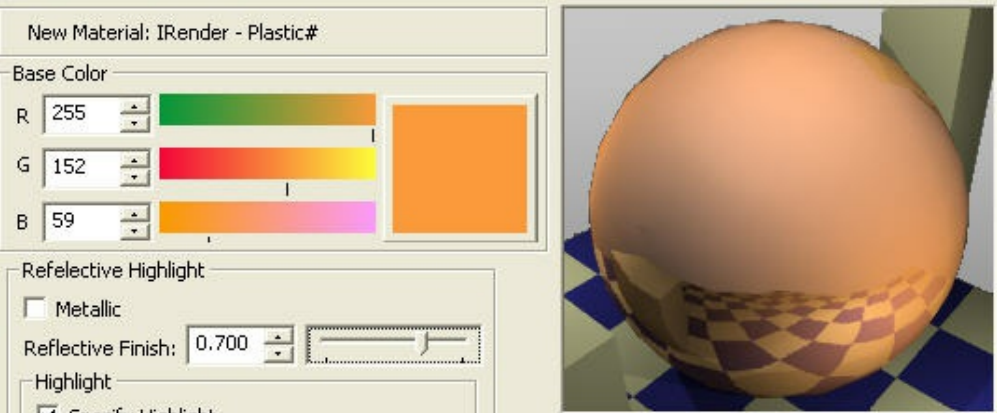 New Material: IRender - Plastic#
Base Color
R 255
G 152
B 59
Refelective Highlight
Metallic
Reflective Finish: 0.700
Highlight